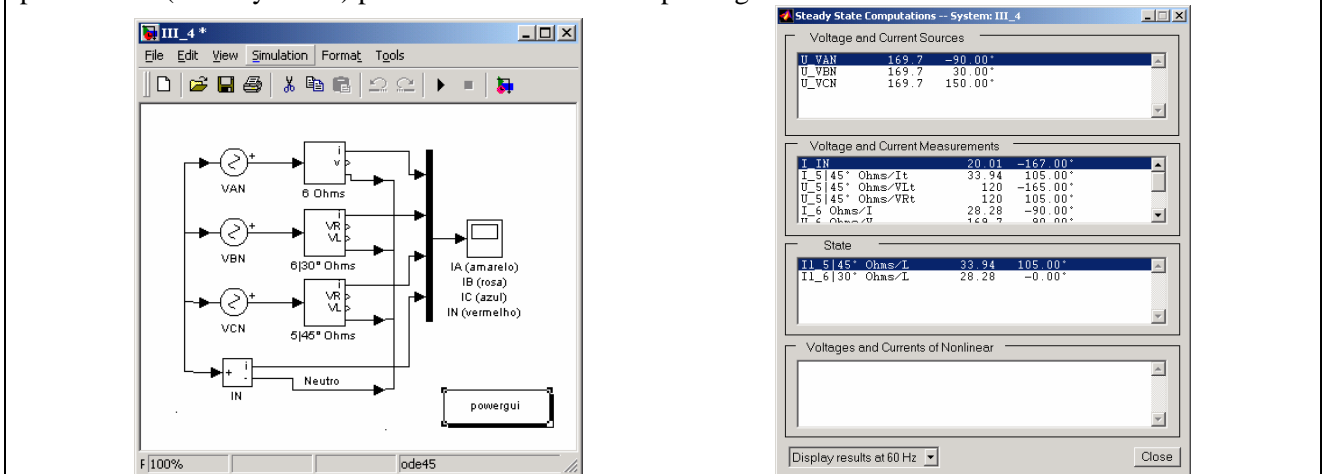 III_4 *
File Edit View Simulation Format Tools
VAN
i
v
6 Ohms
VBN
i
VR
VL
6|30° Ohms
VCN
i
VR
VL
5|45° Ohms
IA (amarelo)
IB (rosa)
IC (azul)
IN (vermelho)
+
i
-
IN
Neutro
powergui
100%
ode45
Steady State Computations -- System: III_4
Voltage and Current Sources
U_VAN 169.7 -90.00°
U_VBN 169.7 30.00°
U_VCN 169.7 150.00°
Voltage and Current Measurements
I_IN 20.01 -167.00°
I_5|45° Ohms/It 33.94 105.00°
U_5|45° Ohms/VLt 120 -165.00°
U_5|45° Ohms/VRt 120 105.00°
I_6 Ohms/I 28.28 -90.00°
State
Il_5|45° Ohms/L 33.94 105.00°
Il_6|30° Ohms/L 28.28 -0.00°
Voltages and Currents of Nonlinear
Display results at 60 Hz
Close